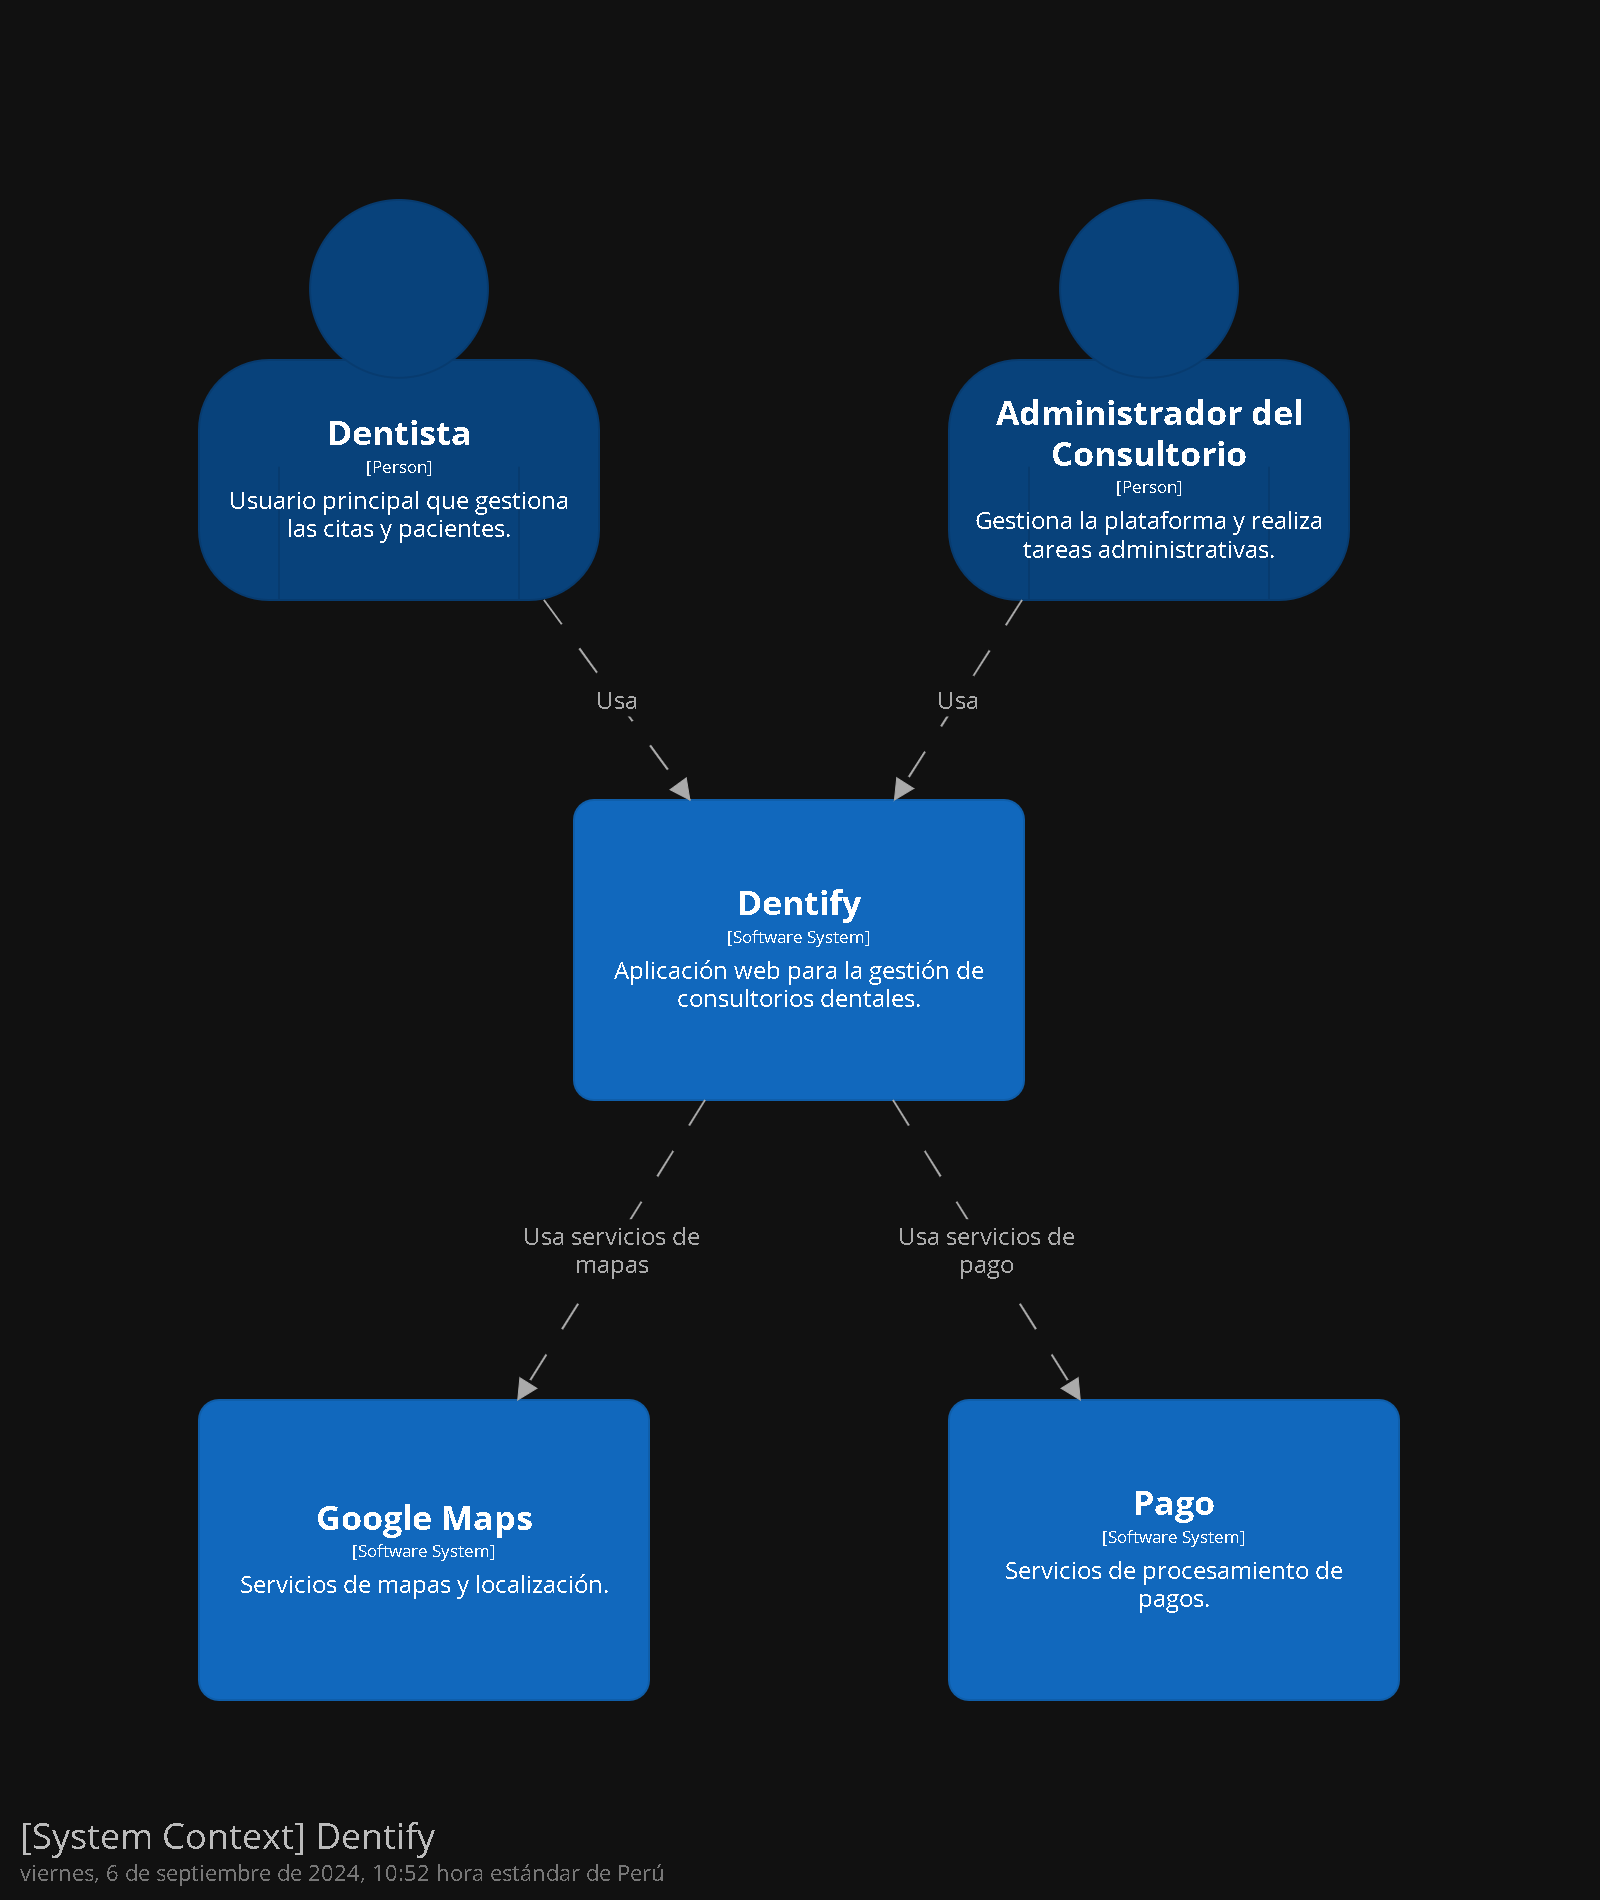 Dentista
[Person]
Usuario principal que gestiona
las citas y pacientes.
Administrador del
Consultorio
[Person]
Gestiona la plataforma y realiza
tareas administrativas.
Usa
Usa
Dentify
[Software System]
Aplicación web para la gestión de
consultorios dentales.
Usa servicios de
mapas
Usa servicios de
pago
Google Maps
[Software System]
Servicios de mapas y localización.
Pago
[Software System]
Servicios de procesamiento de
pagos.
[System Context] Dentify
viernes, 6 de septiembre de 2024, 10:52 hora estándar de Perú